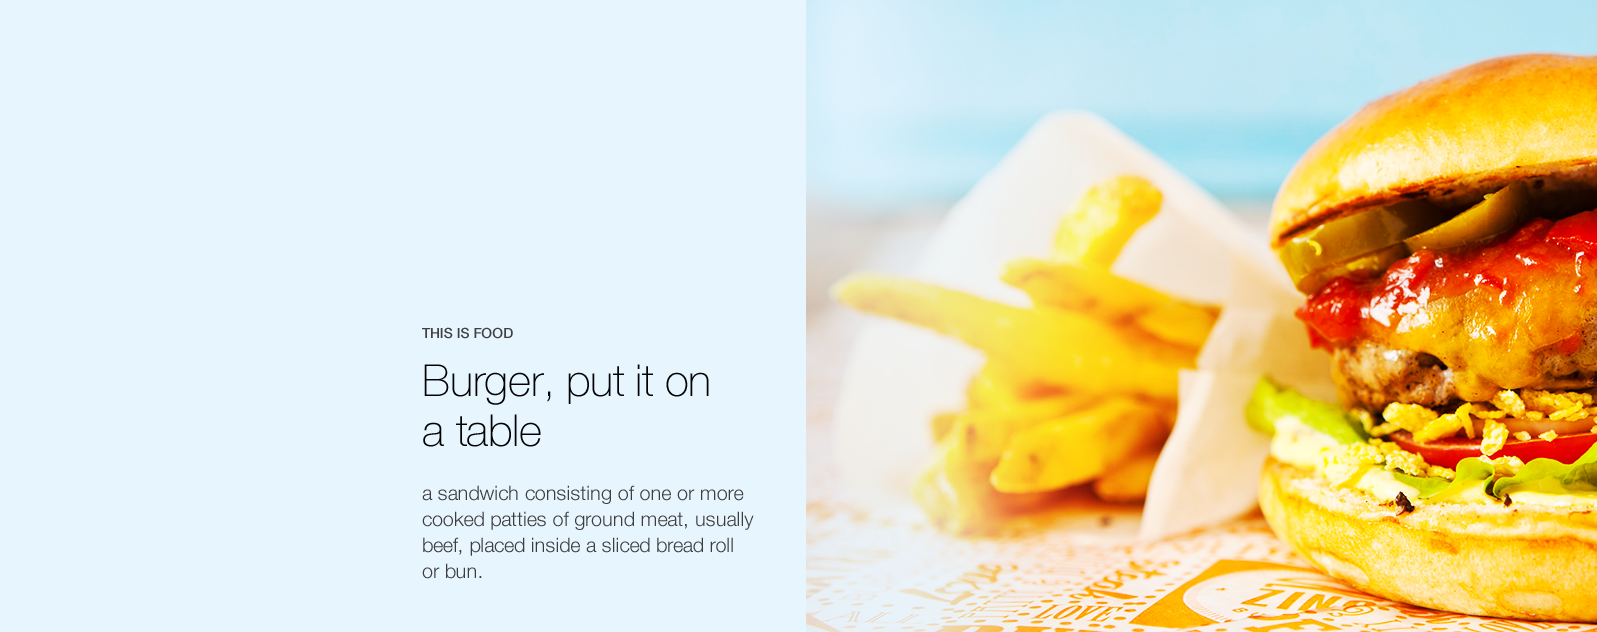 THIS IS FOOD
Burger, put it on
a table
a sandwich consisting of one or more
cooked patties of ground meat, usually
beef, placed inside a sliced bread roll
or bun.
LOVE